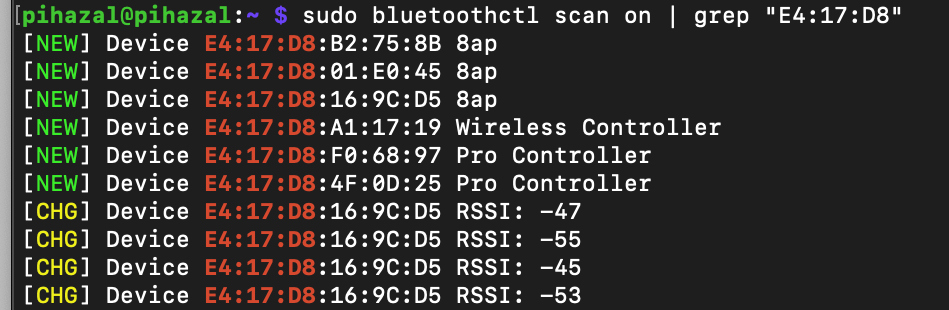 pihazal@pihazal:~ $ sudo bluetoothctl scan on | grep "E4:17:D8"
[NEW] Device E4:17:D8:B2:75:8B 8ap
[NEW] Device E4:17:D8:01:E0:45 8ap
[NEW] Device E4:17:D8:16:9C:D5 8ap
[NEW] Device E4:17:D8:A1:17:19 Wireless Controller
[NEW] Device E4:17:D8:F0:68:97 Pro Controller
[NEW] Device E4:17:D8:4F:0D:25 Pro Controller
[CHG] Device E4:17:D8:16:9C:D5 RSSI: -47
[CHG] Device E4:17:D8:16:9C:D5 RSSI: -55
[CHG] Device E4:17:D8:16:9C:D5 RSSI: -45
[CHG] Device E4:17:D8:16:9C:D5 RSSI: -53